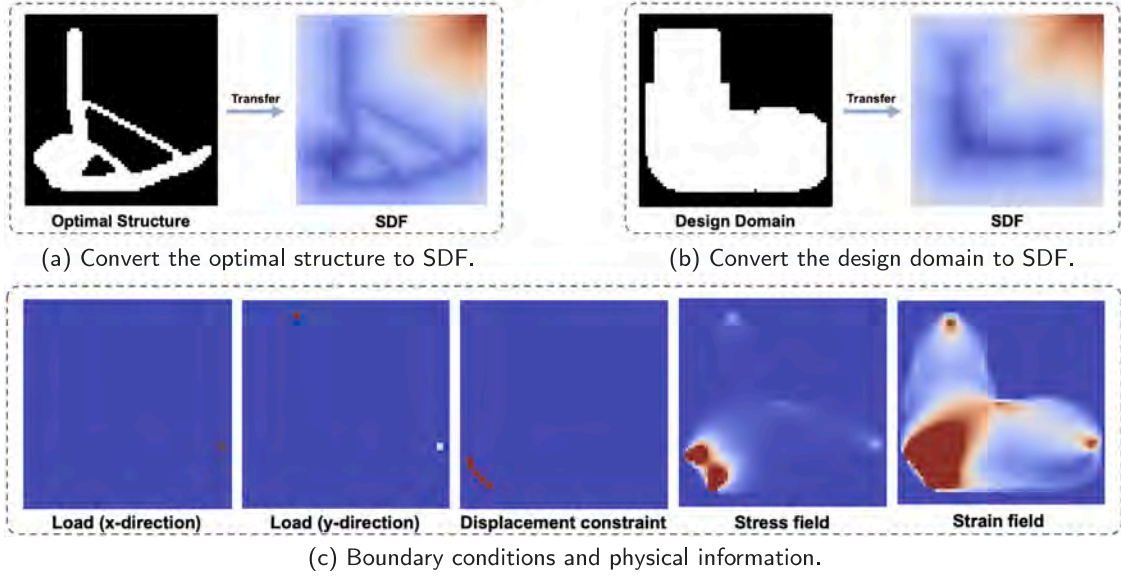 Transfer
Optimal Structure
SDF
(a) Convert the optimal structure to SDF.
Transfer
Design Domain
SDF
(b) Convert the design domain to SDF.
Load (x-direction)
Load (y-direction)
Displacement constraint
Stress field
Strain field
(c) Boundary conditions and physical information.